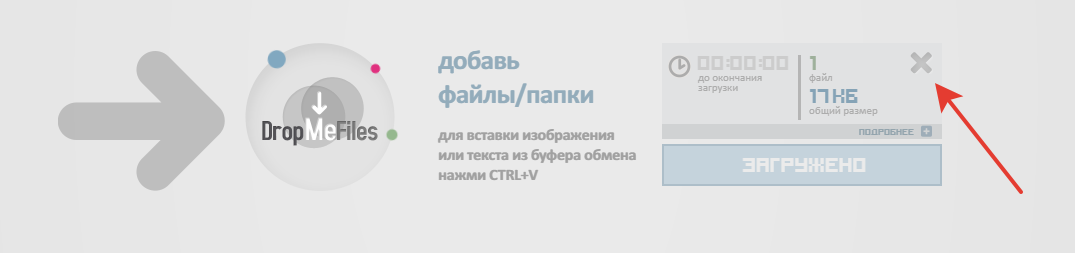 DropMeFiles
добавь
файлы/папки
для вставки изображения
или текста из буфера обмена
нажми CTRL+V
00:00:00
до окончания
загрузки
1
файл
17 КБ
общий размер
ПОДРОБНЕЕ
ЗАГРУЖЕНО